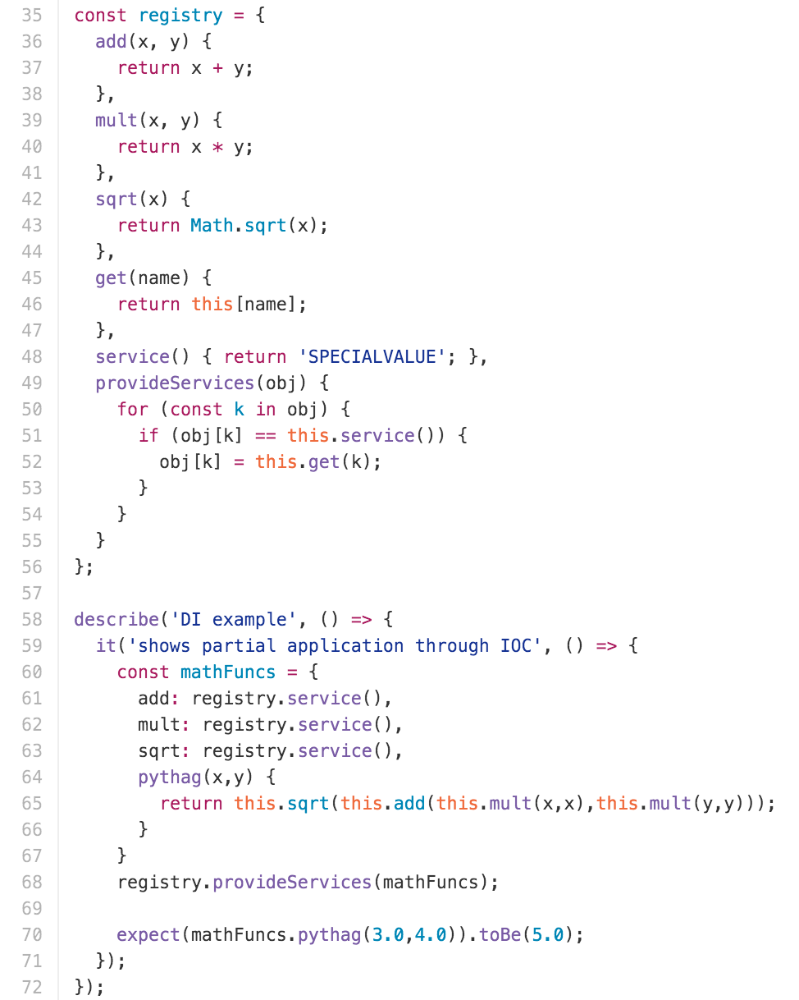 35 const registry = {
36   add(x, y) {
37     return x + y;
38   },
39   mult(x, y) {
40     return x * y;
41   },
42   sqrt(x) {
43     return Math.sqrt(x);
44   },
45   get(name) {
46     return this[name];
47   },
48   service() { return 'SPECIALVALUE'; },
49   provideServices(obj) {
50     for (const k in obj) {
51       if (obj[k] == this.service()) {
52         obj[k] = this.get(k);
53       }
54     }
55   }
56 };
57
58 describe('DI example', () => {
59   it('shows partial application through IOC', () => {
60     const mathFuncs = {
61       add: registry.service(),
62       mult: registry.service(),
63       sqrt: registry.service(),
64       pythag(x,y) {
65         return this.sqrt(this.add(this.mult(x,x),this.mult(y,y)));
66       }
67     }
68     registry.provideServices(mathFuncs);
69
70     expect(mathFuncs.pythag(3.0,4.0)).toBe(5.0);
71   });
72 });